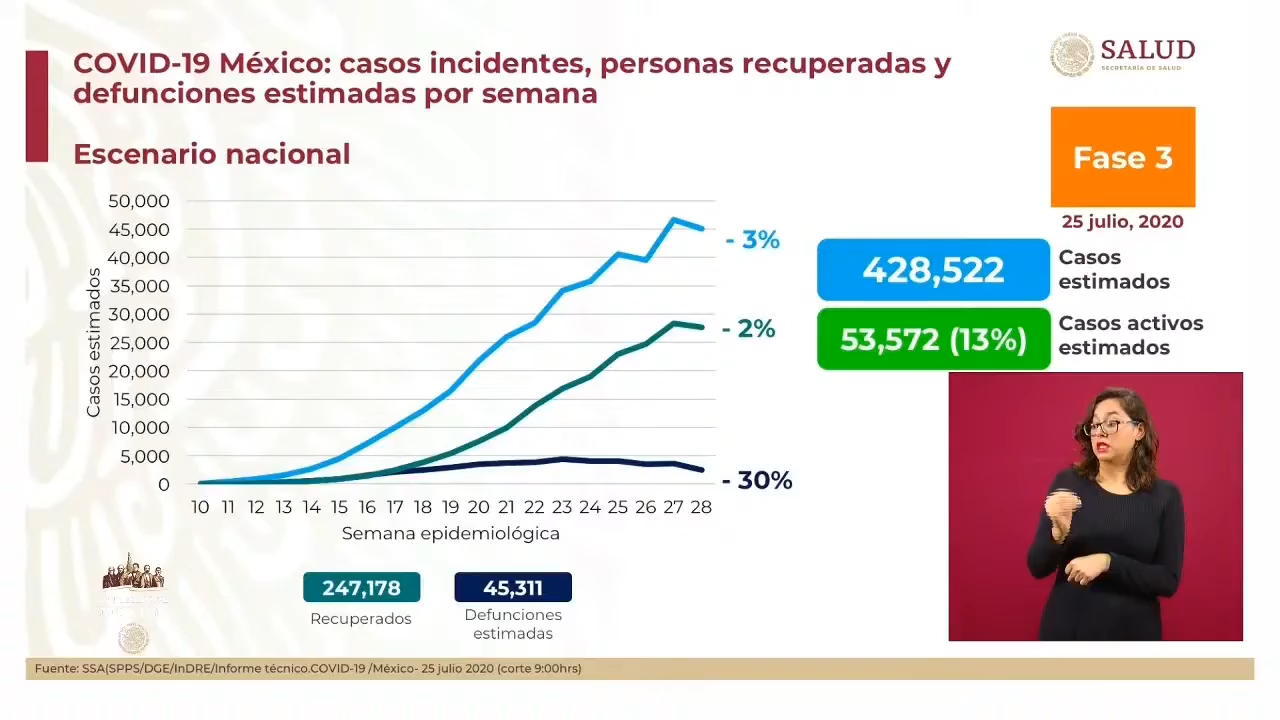 COVID-19 México: casos incidentes, personas recuperadas y
defunciones estimadas por semana
Escenario nacional
SALUD
SECRETARÍA DE SALUD
Fase 3
25 julio, 2020
428,522
Casos
estimados
53,572 (13%)
Casos activos
estimados
Casos estimados
50,000
45,000
40,000
35,000
30,000
25,000
20,000
15,000
10,000
5,000
0
- 3%
- 2%
- 30%
10 11 12 13 14 15 16 17 18 19 20 21 22 23 24 25 26 27 28
Semana epidemiológica
247,178
Recuperados
45,311
Defunciones
estimadas
Fuente: SSA(SPPS/DGE/InDRE/Informe técnico.COVID-19 /México- 25 julio 2020 (corte 9:00hrs)